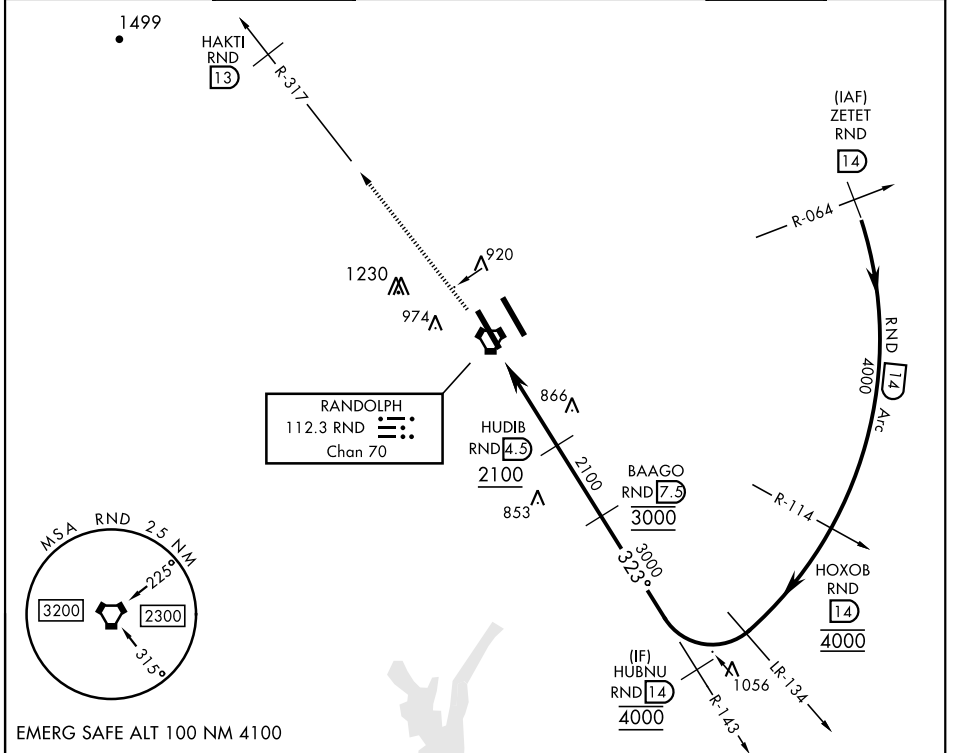 1499
HAKTI
RND
13
R-317
(IAF)
ZETET
RND
14
R-064
920
1230
974
RND 14 Arc
4000
RANDOLPH
112.3 RND
Chan 70
866
HUDIB
RND 4.5
2100
2100
BAAGO
RND 7.5
3000
853
R-114
3000
323°
HOXOB
RND
14
4000
MSA RND 25 NM
225°
3200
2300
315°
(IF)
HUBNU
RND 14
4000
1056
LR-134
R-143
EMERG SAFE ALT 100 NM 4100